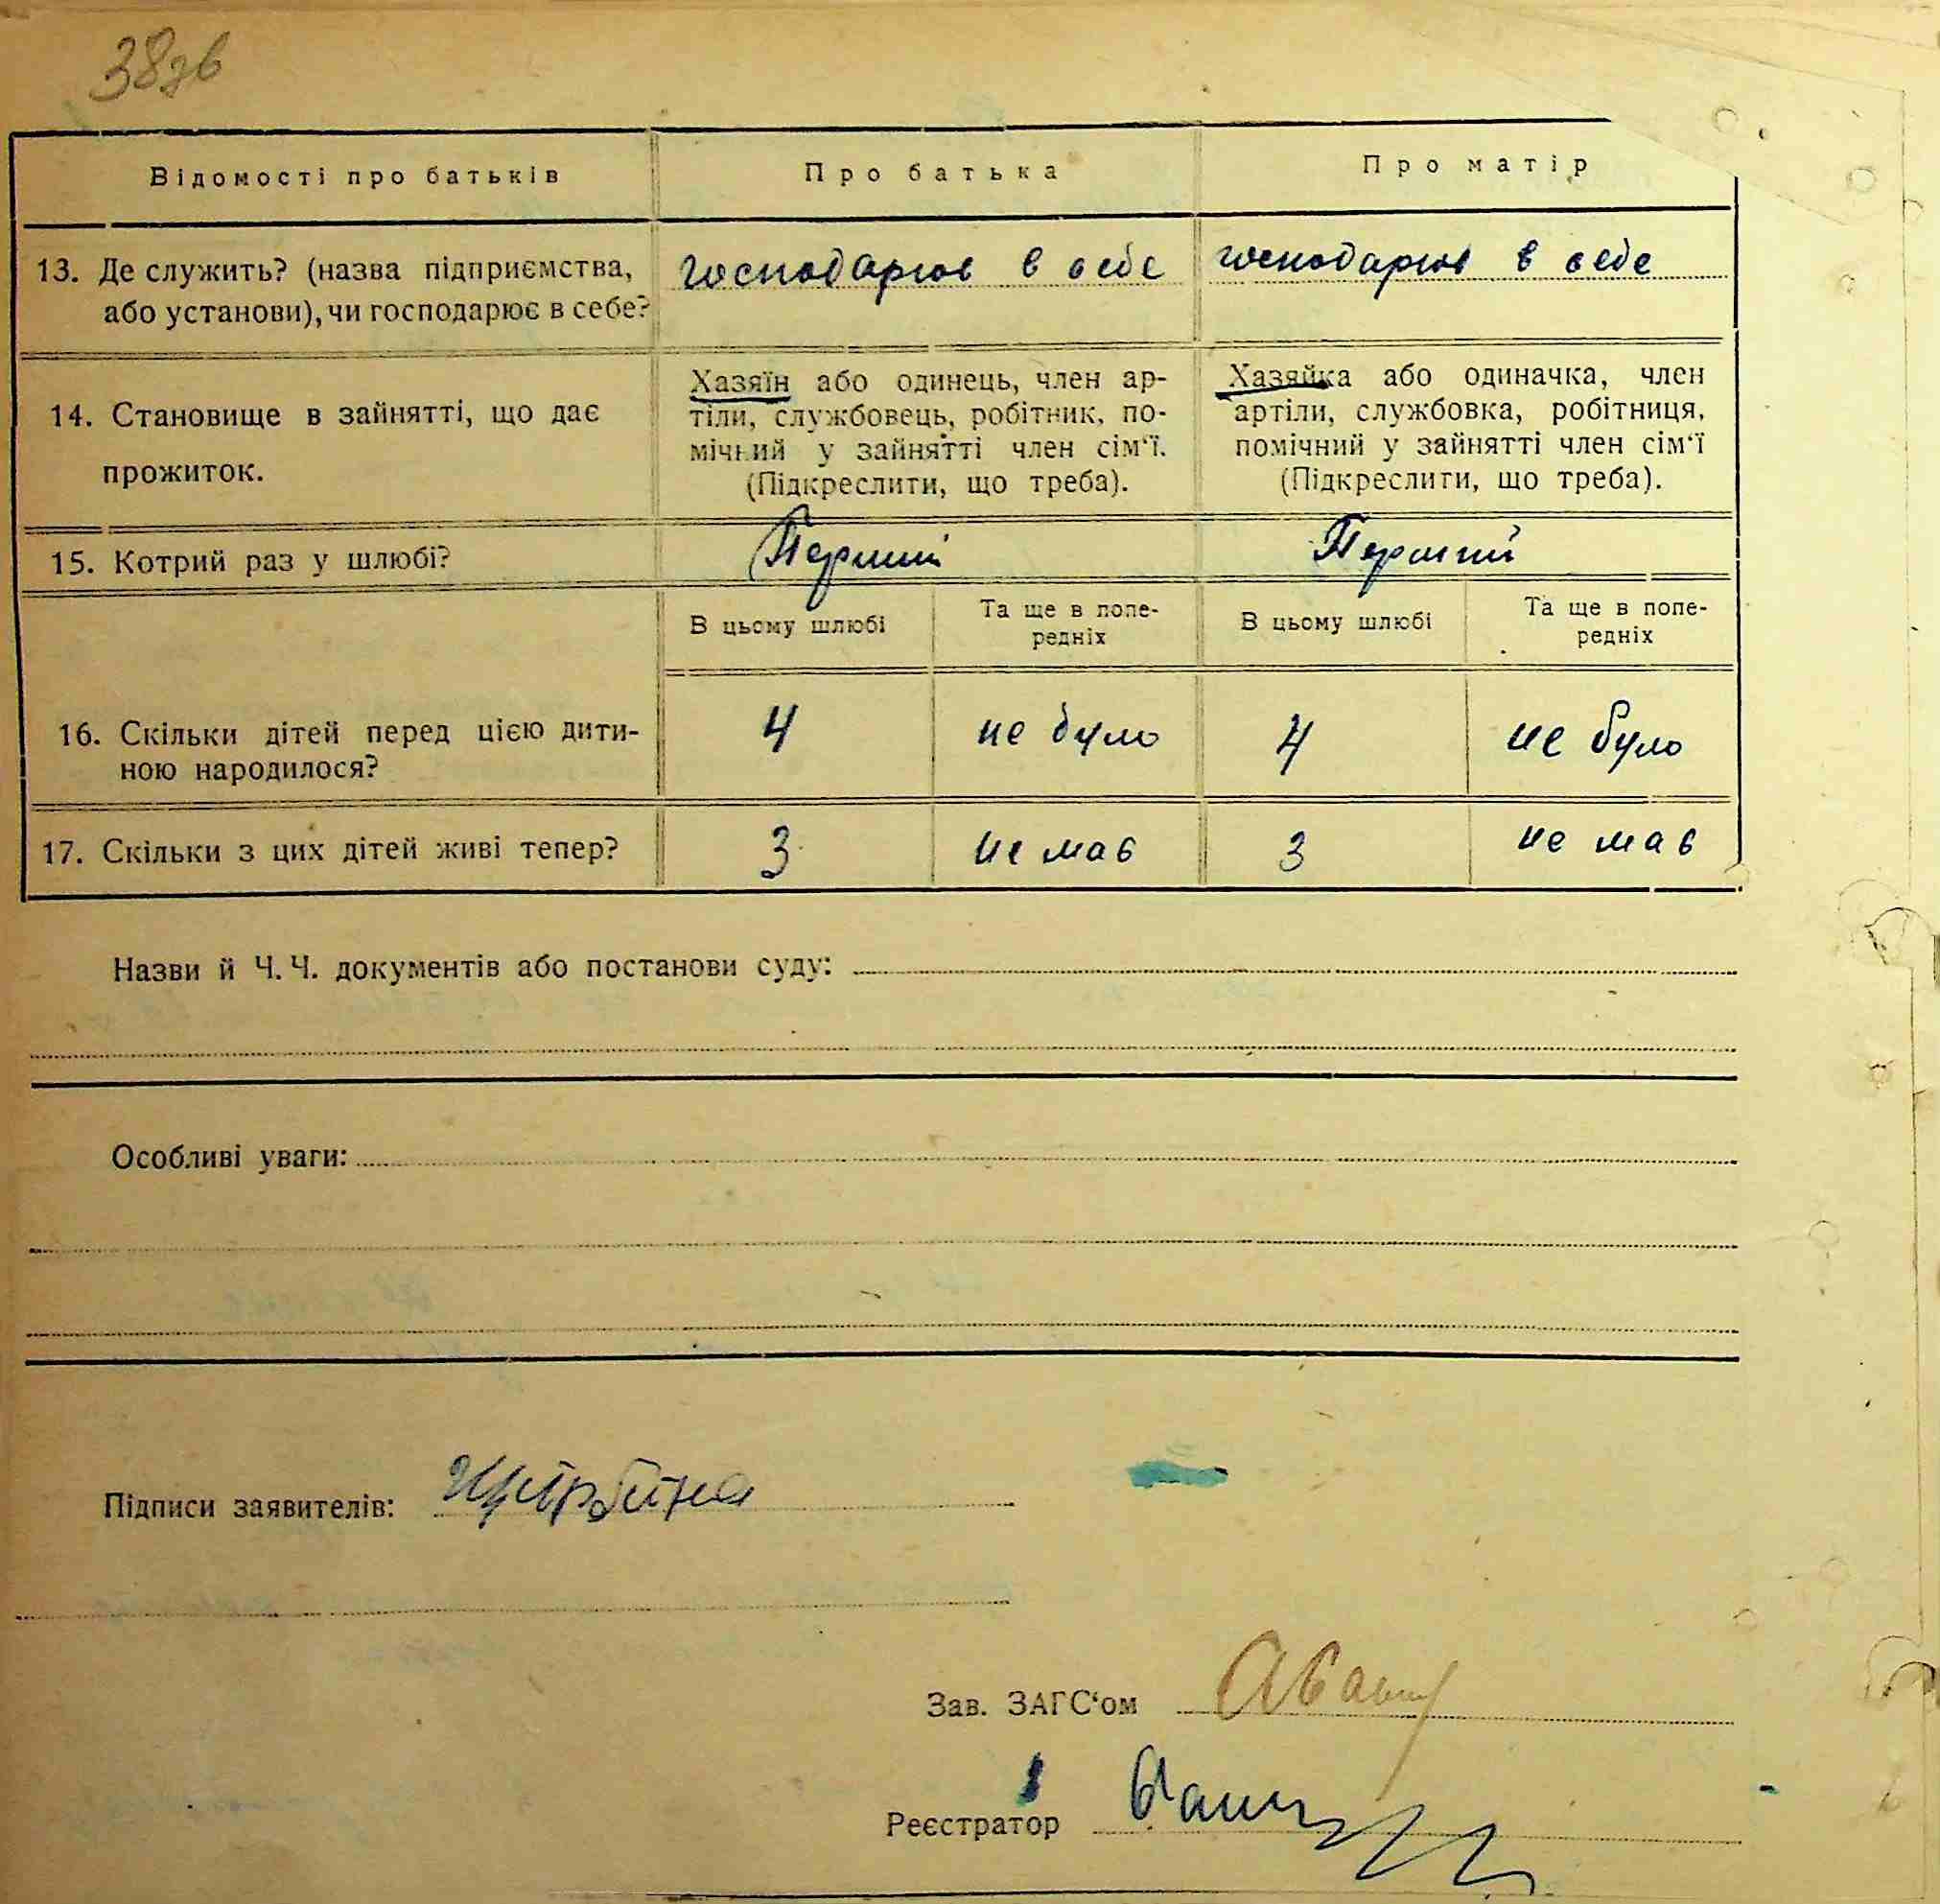 38зв
Відомості про батьків
Про батька
Про матір
13. Де служить? (назва підприємства,
або установи), чи господарює в себе?
господарює в себе
господарює в себе
14. Становище в зайнятті, що дає
прожиток.
Хазяїн або одинець, член ар-
тіли, службовець, робітник, по-
мічний у зайнятті член сім'ї.
(Підкреслити, що треба).
Хазяйка або одиначка, член
артіли, службовка, робітниця,
помічний у зайнятті член сім'ї
(Підкреслити, що треба).
15. Котрий раз у шлюбі?
Перший
Перший
В цьому шлюбі
Та ще в попе-
редніх
В цьому шлюбі
Та ще в попе-
редніх
16. Скільки дітей перед цією дити-
ною народилося?
4
не було
4
не було
17. Скільки з цих дітей живі тепер?
3
не має
3
не має
Назви й Ч. Ч. документів або постанови суду:
Особливі уваги:
Підписи заявителів:
Зав. ЗАГС'ом
Реєстратор